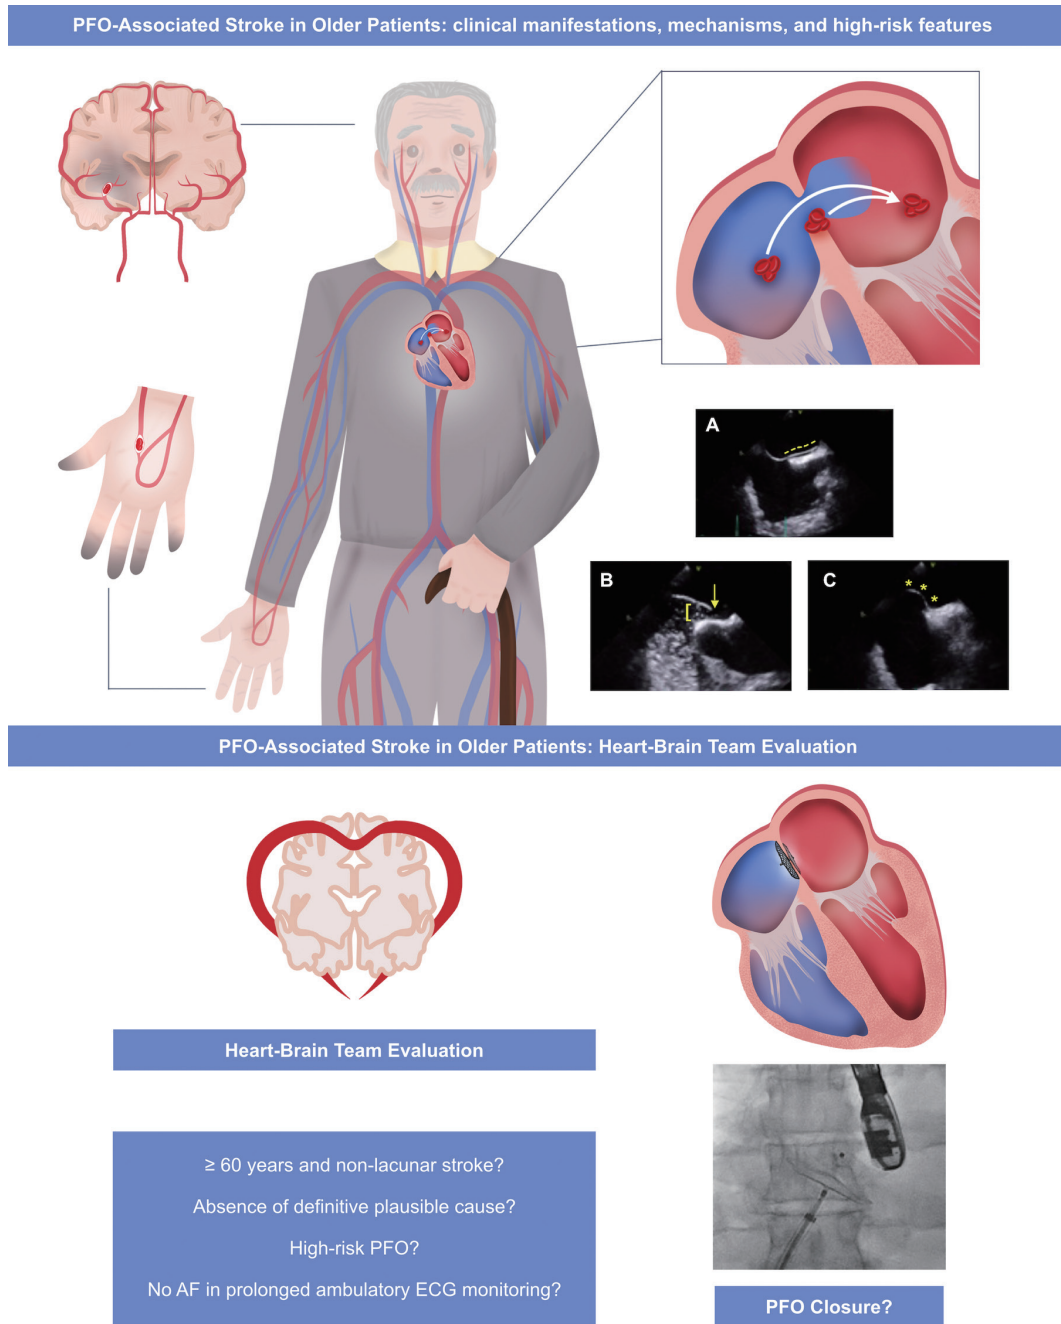 PFO-Associated Stroke in Older Patients: clinical manifestations, mechanisms, and high-risk features
A
B
C
PFO-Associated Stroke in Older Patients: Heart-Brain Team Evaluation
Heart-Brain Team Evaluation
≥ 60 years and non-lacunar stroke?
Absence of definitive plausible cause?
High-risk PFO?
No AF in prolonged ambulatory ECG monitoring?
PFO Closure?